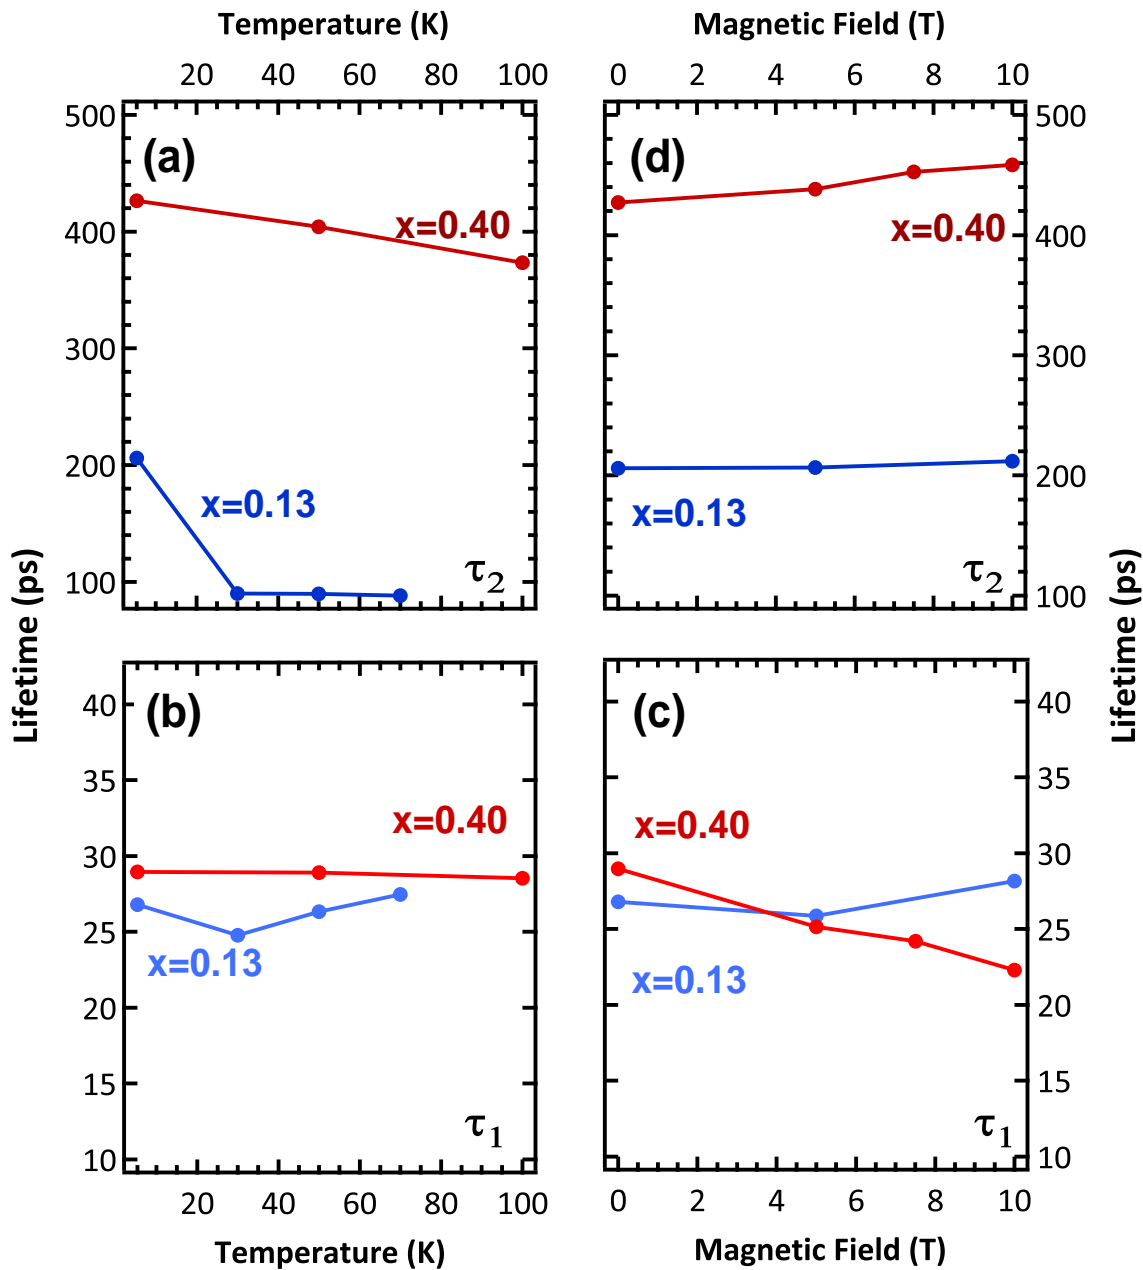 Temperature (K)
20 40 60 80 100
500
400
300
200
100
(a)
x=0.40
x=0.13
τ2
Magnetic Field (T)
0 2 4 6 8 10
(d)
x=0.40
x=0.13
τ2
500
400
300
200
100
Lifetime (ps)
Lifetime (ps)
40
35
30
25
20
15
10
(b)
x=0.40
x=0.13
τ1
20 40 60 80 100
Temperature (K)
(c)
x=0.40
x=0.13
τ1
40
35
30
25
20
15
10
0 2 4 6 8 10
Magnetic Field (T)